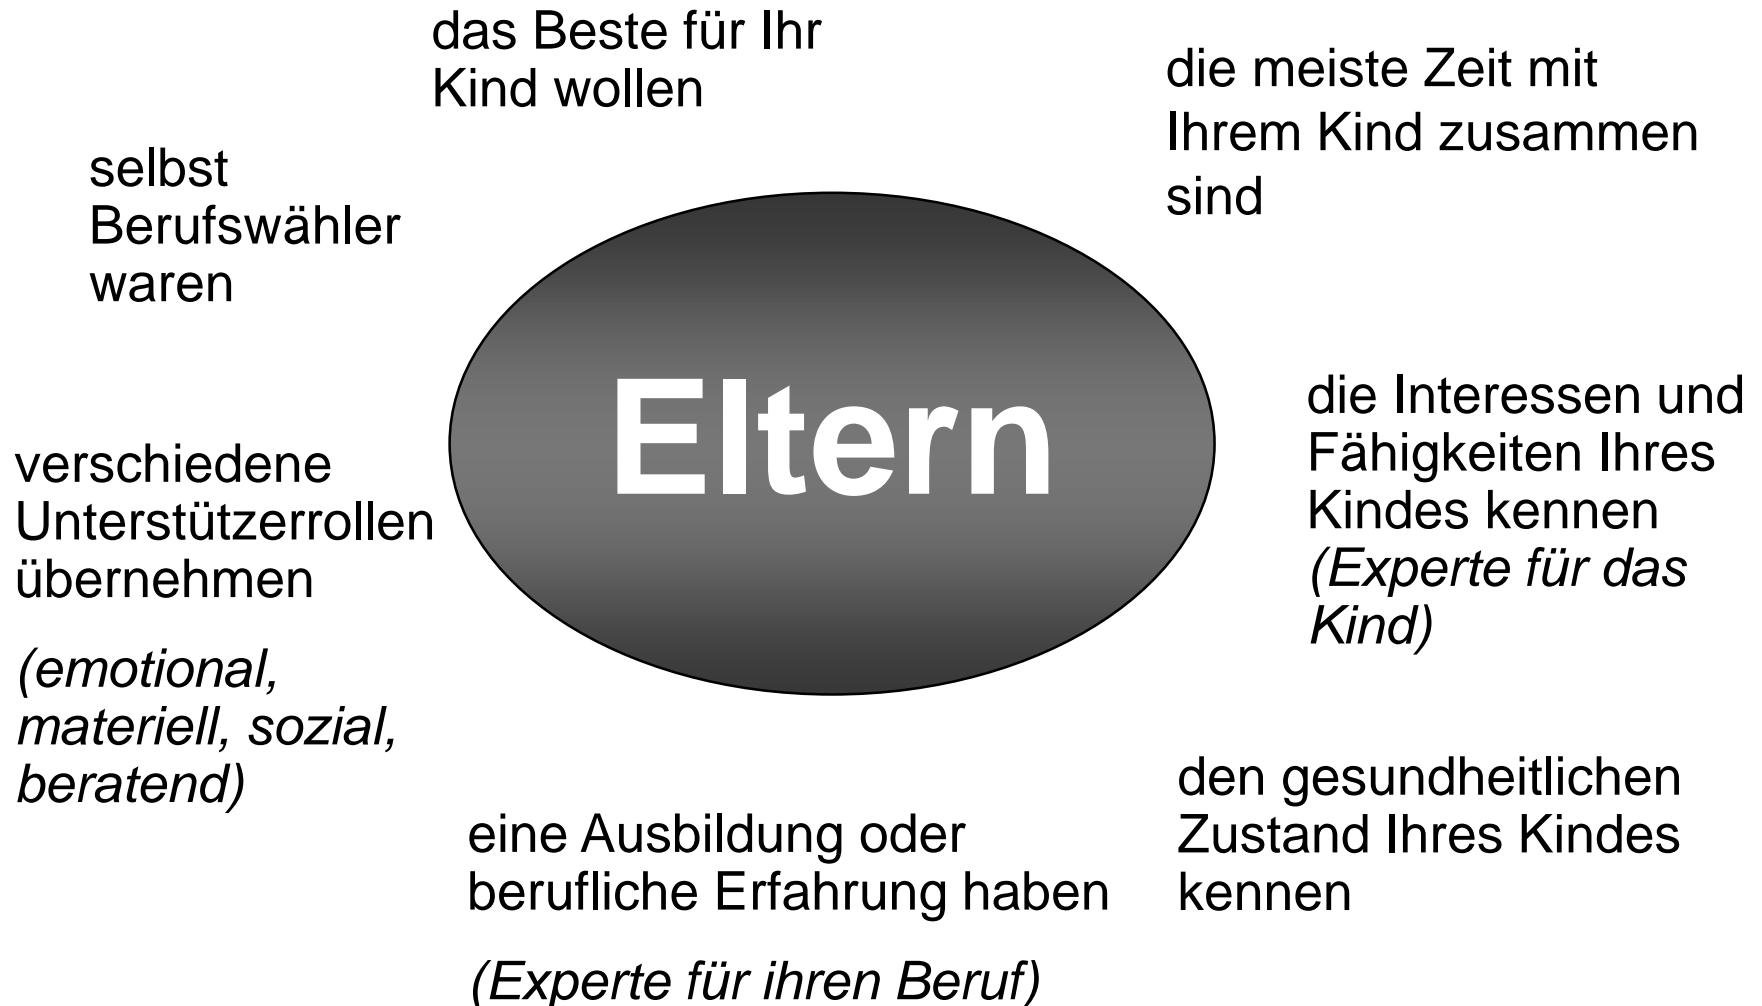 das Beste für Ihr
Kind wollen
die meiste Zeit mit
Ihrem Kind zusammen
sind
selbst
Berufswähler
waren
Eltern
die Interessen und
Fähigkeiten Ihres
Kindes kennen
(Experte für das
Kind)
verschiedene
Unterstützerrollen
übernehmen
(emotional,
materiell, sozial,
beratend)
den gesundheitlichen
Zustand Ihres Kindes
kennen
eine Ausbildung oder
berufliche Erfahrung haben
(Experte für ihren Beruf)